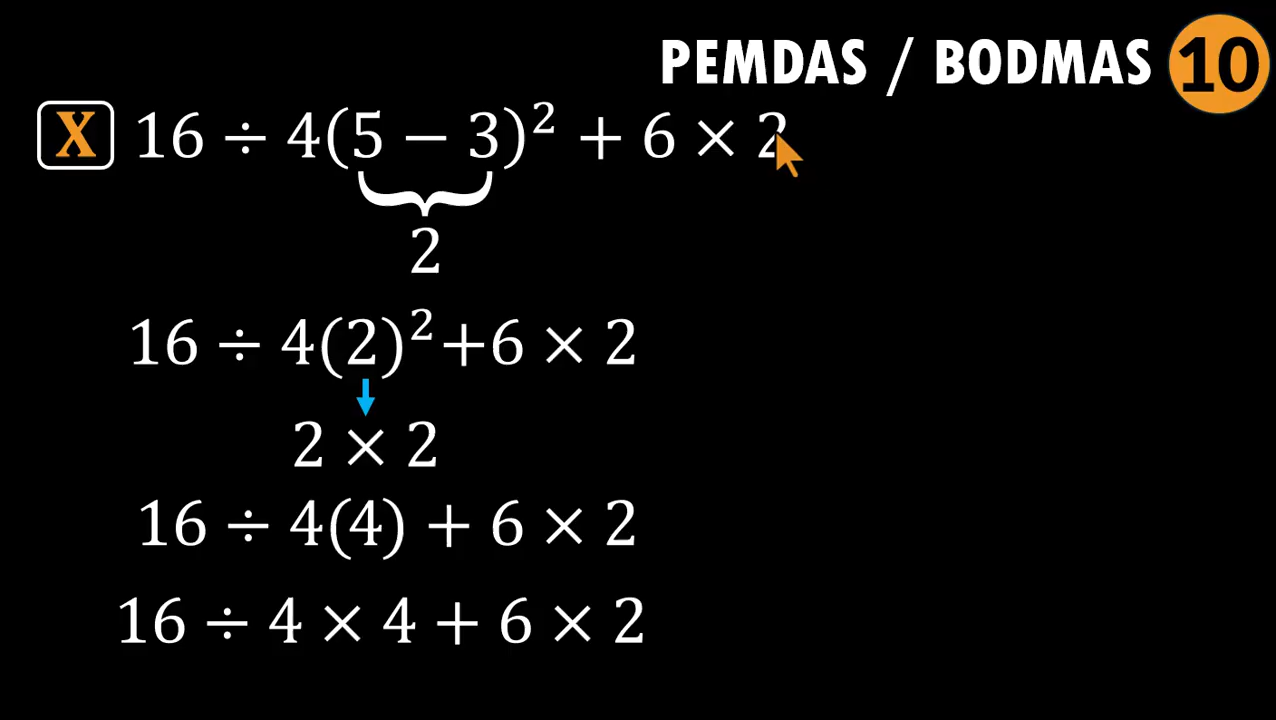 PEMDAS / BODMAS 10
X 16 ÷ 4(5 − 3)² + 6 × 2
2
16 ÷ 4(2)²+6 × 2
2 × 2
16 ÷ 4(4) + 6 × 2
16 ÷ 4 × 4 + 6 × 2